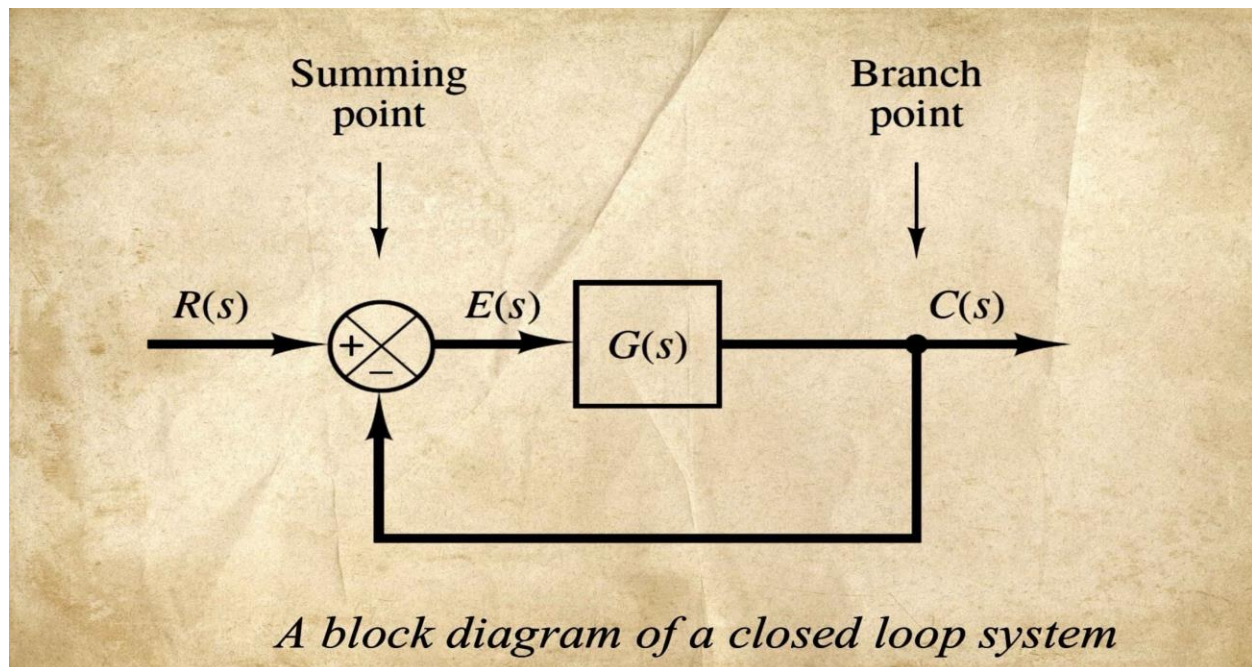 Summing
point
Branch
point
R(s)
+
−
E(s)
G(s)
C(s)
A block diagram of a closed loop system